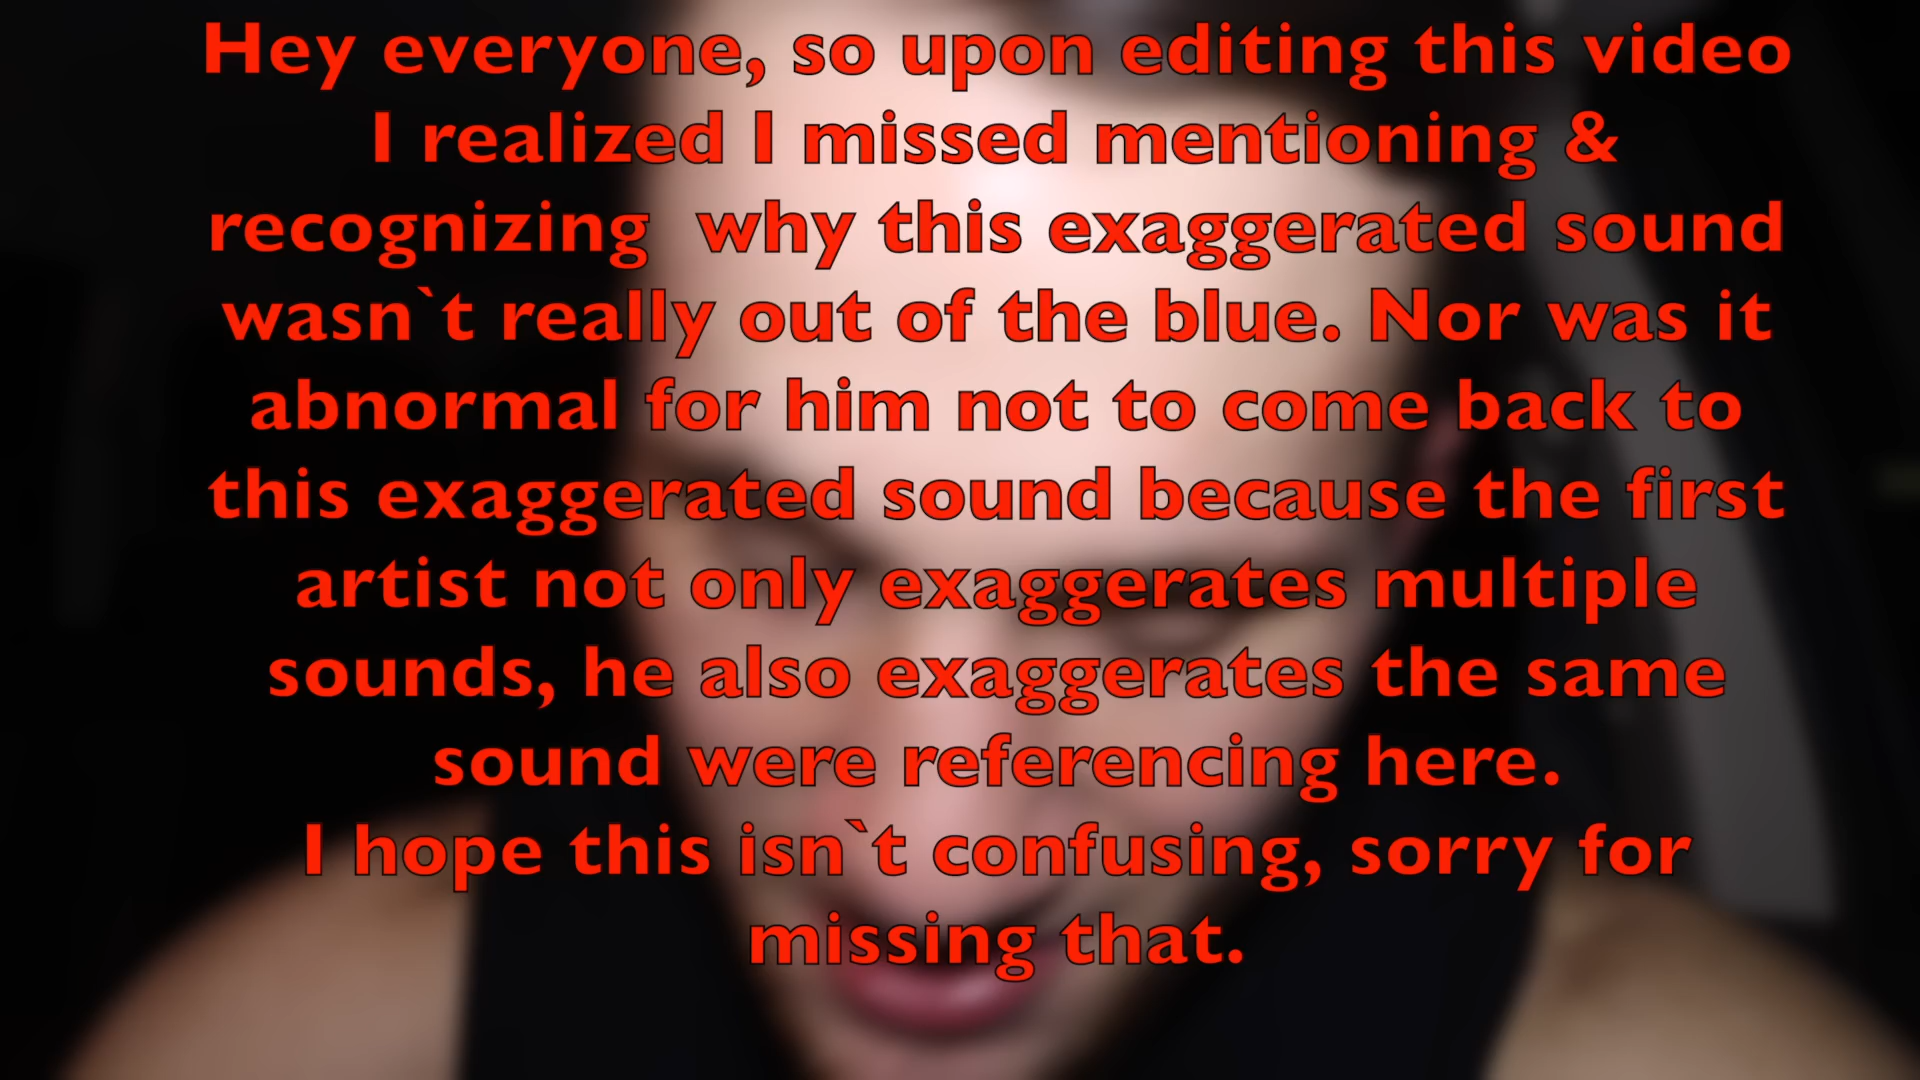 Hey everyone, so upon editing this video
I realized I missed mentioning &
recognizing  why this exaggerated sound
wasn`t really out of the blue. Nor was it
abnormal for him not to come back to
this exaggerated sound because the first
artist not only exaggerates multiple
sounds, he also exaggerates the same
sound were referencing here.
I hope this isn`t confusing, sorry for
missing that.